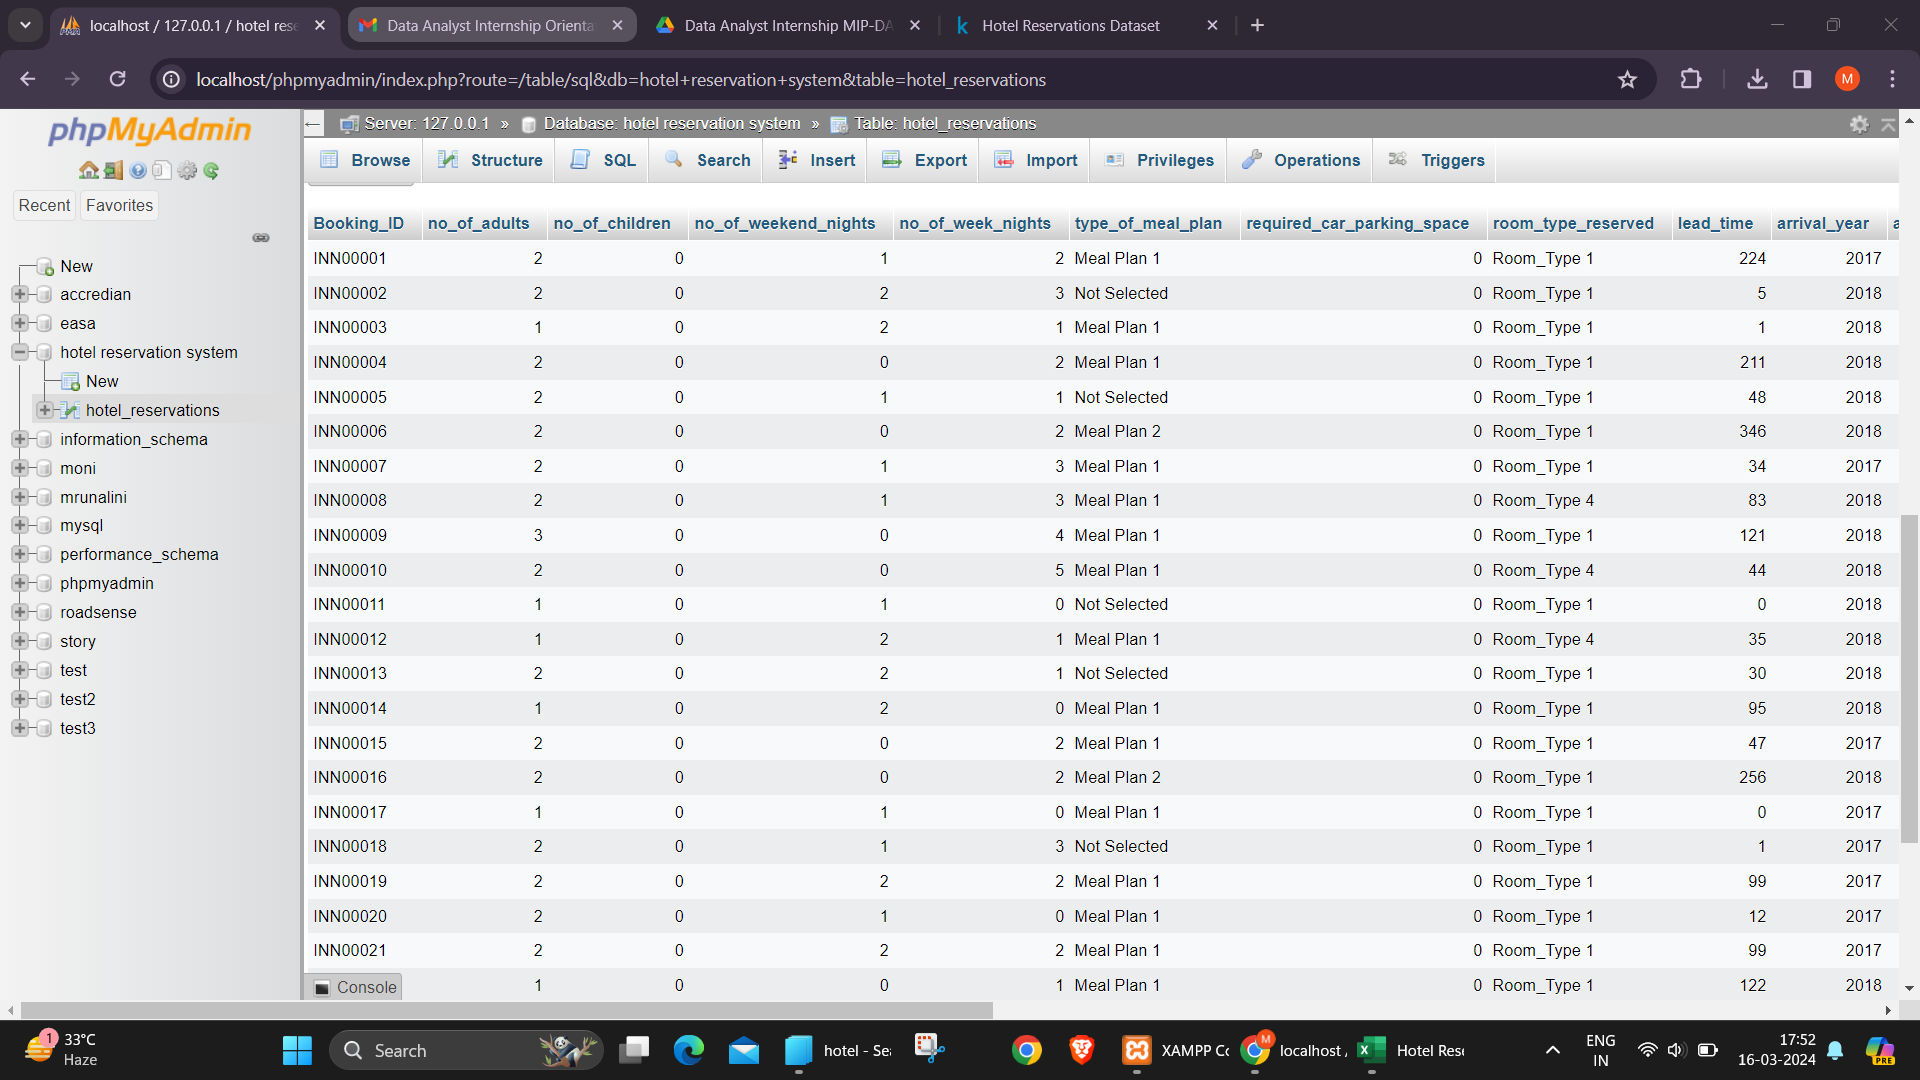 localhost / 127.0.0.1 / hotel rese
Data Analyst Internship Orienta
Data Analyst Internship MIP-DA
Hotel Reservations Dataset
localhost/phpmyadmin/index.php?route=/table/sql&db=hotel+reservation+system&table=hotel_reservations
M
phpMyAdmin
Recent Favorites
New
accredian
easa
hotel reservation system
New
hotel_reservations
information_schema
moni
mrunalini
mysql
performance_schema
phpmyadmin
roadsense
story
test
test2
test3
Server: 127.0.0.1 » Database: hotel reservation system » Table: hotel_reservations
Browse Structure SQL Search Insert Export Import Privileges Operations Triggers
Booking_ID no_of_adults no_of_children no_of_weekend_nights no_of_week_nights type_of_meal_plan required_car_parking_space room_type_reserved lead_time arrival_year a
INN00001 2 0 1 2 Meal Plan 1 0 Room_Type 1 224 2017
INN00002 2 0 2 3 Not Selected 0 Room_Type 1 5 2018
INN00003 1 0 2 1 Meal Plan 1 0 Room_Type 1 1 2018
INN00004 2 0 0 2 Meal Plan 1 0 Room_Type 1 211 2018
INN00005 2 0 1 1 Not Selected 0 Room_Type 1 48 2018
INN00006 2 0 0 2 Meal Plan 2 0 Room_Type 1 346 2018
INN00007 2 0 1 3 Meal Plan 1 0 Room_Type 1 34 2017
INN00008 2 0 1 3 Meal Plan 1 0 Room_Type 4 83 2018
INN00009 3 0 0 4 Meal Plan 1 0 Room_Type 1 121 2018
INN00010 2 0 0 5 Meal Plan 1 0 Room_Type 4 44 2018
INN00011 1 0 1 0 Not Selected 0 Room_Type 1 0 2018
INN00012 1 0 2 1 Meal Plan 1 0 Room_Type 4 35 2018
INN00013 2 0 2 1 Not Selected 0 Room_Type 1 30 2018
INN00014 1 0 2 0 Meal Plan 1 0 Room_Type 1 95 2018
INN00015 2 0 0 2 Meal Plan 1 0 Room_Type 1 47 2017
INN00016 2 0 0 2 Meal Plan 2 0 Room_Type 1 256 2018
INN00017 1 0 1 0 Meal Plan 1 0 Room_Type 1 0 2017
INN00018 2 0 1 3 Not Selected 0 Room_Type 1 1 2017
INN00019 2 0 2 2 Meal Plan 1 0 Room_Type 1 99 2017
INN00020 2 0 1 0 Meal Plan 1 0 Room_Type 1 12 2017
INN00021 2 0 2 2 Meal Plan 1 0 Room_Type 1 99 2017
Console 1 0 0 1 Meal Plan 1 0 Room_Type 1 122 2018
1 33°C
Haze
Search
hotel - Sea
XAMPP Co
M localhost /
Hotel Rese
ENG
IN
17:52
16-03-2024
PRE